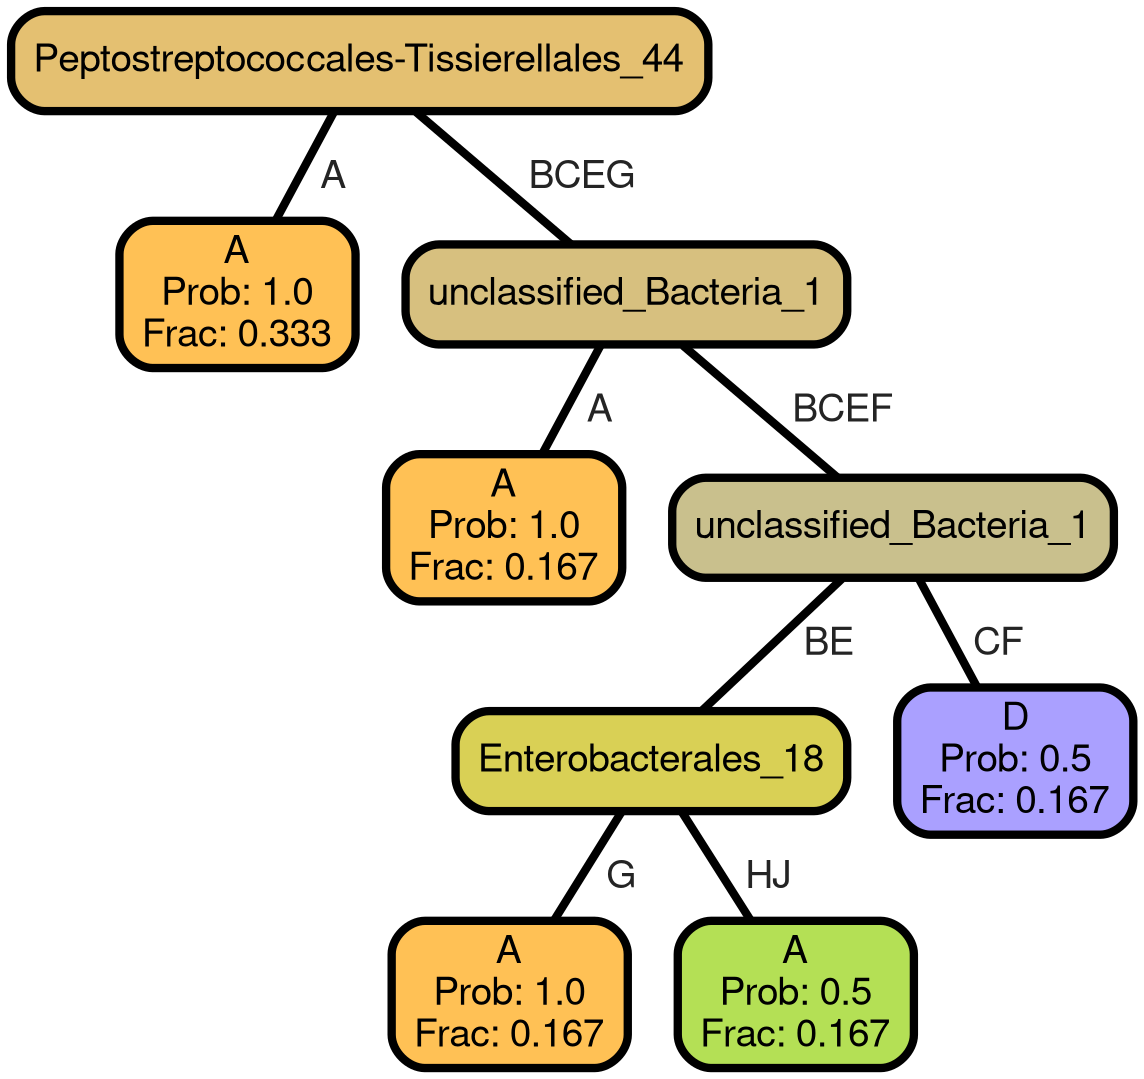 Peptostreptococcales-Tissierellales_44
A
BCEG
A
Prob: 1.0
Frac: 0.333
unclassified_Bacteria_1
A
BCEF
A
Prob: 1.0
Frac: 0.167
unclassified_Bacteria_1
BE
CF
Enterobacterales_18
D
Prob: 0.5
Frac: 0.167
G
HJ
A
Prob: 1.0
Frac: 0.167
A
Prob: 0.5
Frac: 0.167